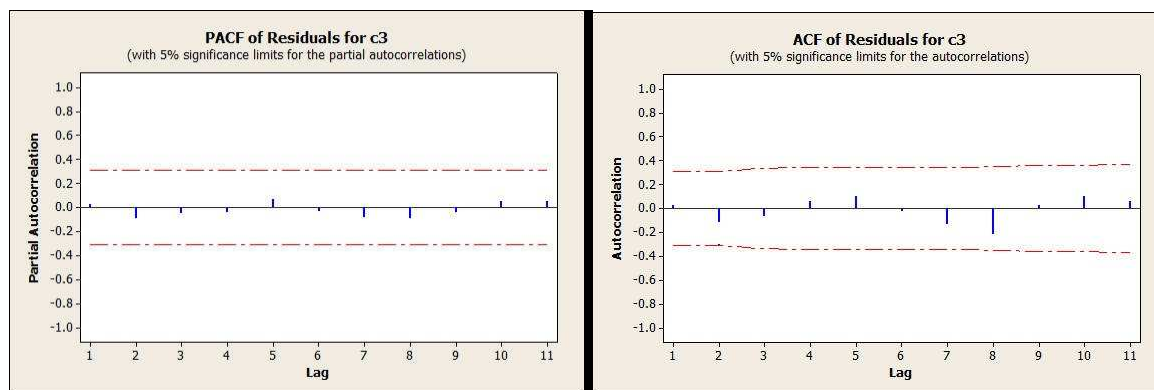 PACF of Residuals for c3
(with 5% significance limits for the partial autocorrelations)
Partial Autocorrelation
1.0
0.8
0.6
0.4
0.2
0.0
-0.2
-0.4
-0.6
-0.8
-1.0
1 2 3 4 5 6 7 8 9 10 11
Lag
ACF of Residuals for c3
(with 5% significance limits for the autocorrelations)
Autocorrelation
1.0
0.8
0.6
0.4
0.2
0.0
-0.2
-0.4
-0.6
-0.8
-1.0
1 2 3 4 5 6 7 8 9 10 11
Lag